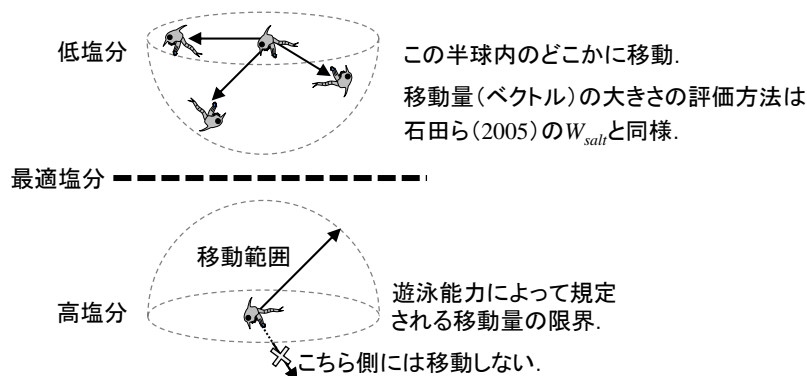 低塩分
この半球内のどこかに移動.
移動量(ベクトル)の大きさの評価方法は
石田ら(2005)のWsaltと同様.
最適塩分
移動範囲
高塩分
遊泳能力によって規定
される移動量の限界.
こちら側には移動しない.